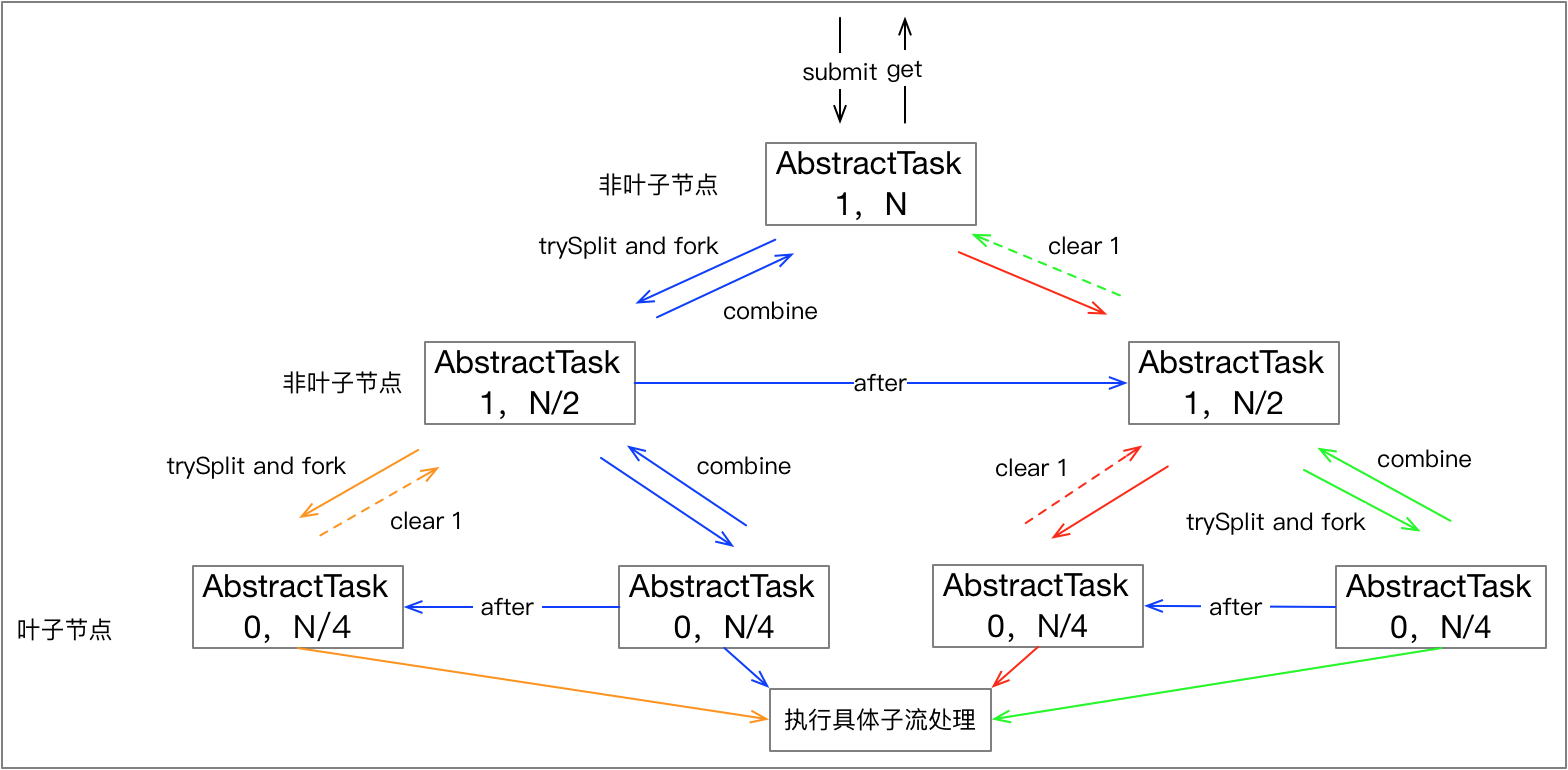 submit get
AbstractTask
1，N
非叶子节点
trySplit and fork
clear 1
combine
非叶子节点
AbstractTask
1，N/2
after
AbstractTask
1，N/2
trySplit and fork
clear 1
combine
clear 1
combine
trySplit and fork
叶子节点
AbstractTask
0，N/4
after
AbstractTask
0，N/4
AbstractTask
0，N/4
after
AbstractTask
0，N/4
执行具体子流处理